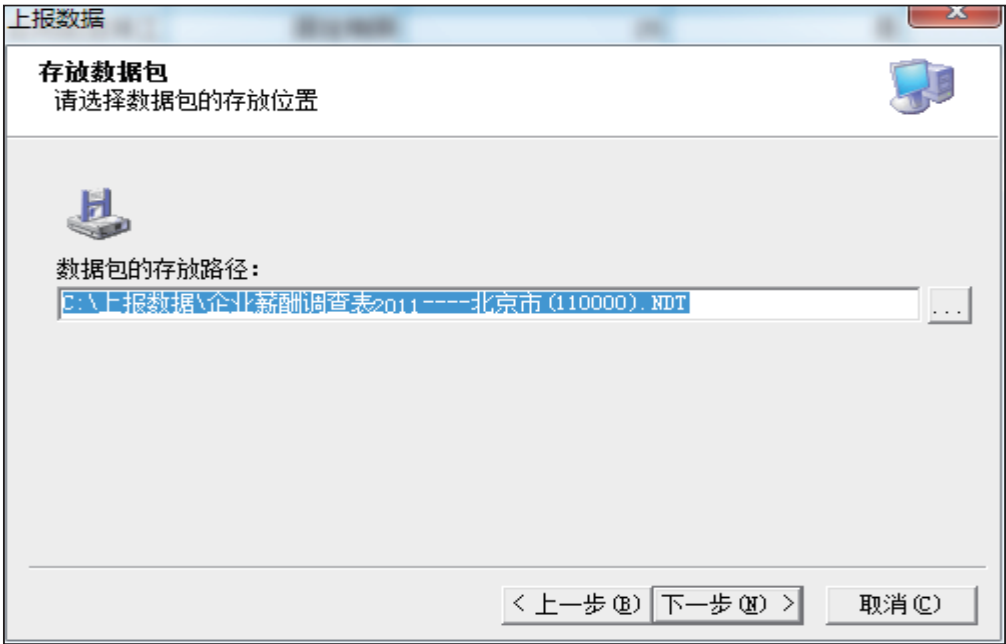 上报数据
存放数据包
请选择数据包的存放位置
数据包的存放路径:
C:\上报数据\企业薪酬调查表2011----北京市(110000).NDT
...
< 上一步(B) 下一步(N) > 取消(C)